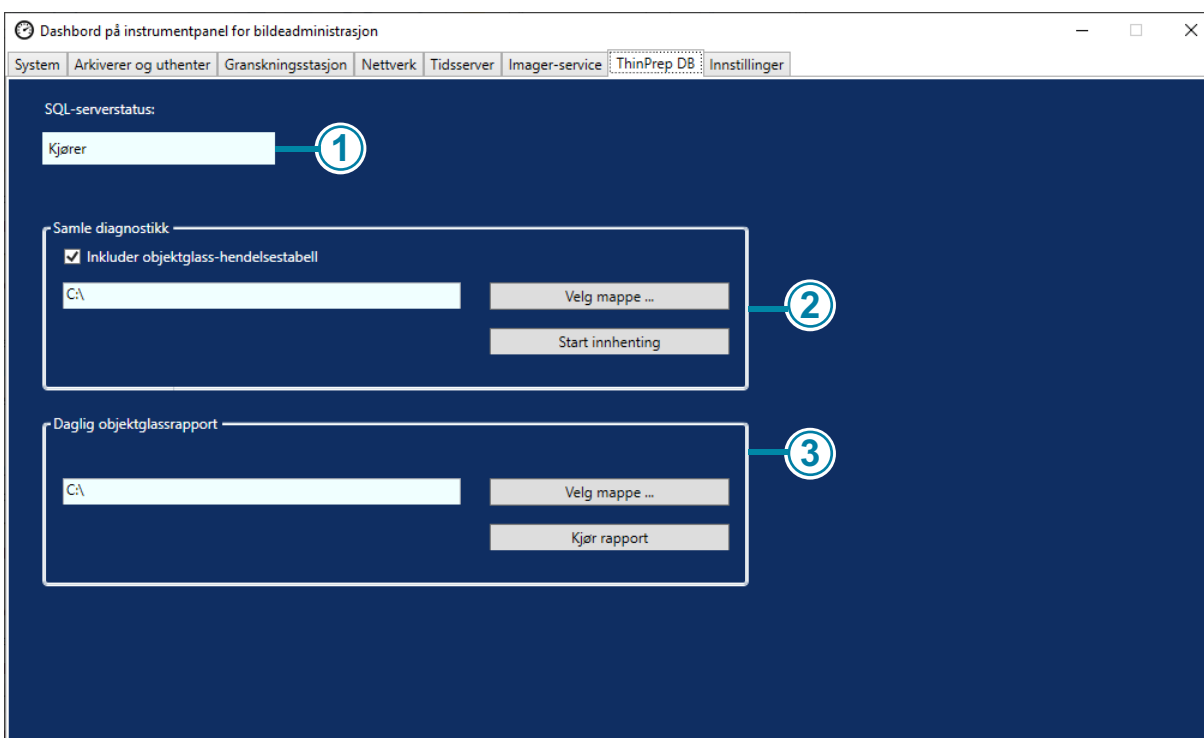 Dashbord på instrumentpanel for bildeadministrasjon
System Arkiverer og uthenter Granskningsstasjon Nettverk Tidsserver Imager-service ThinPrep DB Innstillinger
SQL-serverstatus:
Kjører
1
Samle diagnostikk
Inkluder objektglass-hendelsestabell
C:\ Velg mappe ...
2
Start innhenting
Daglig objektglassrapport
3
C:\ Velg mappe ...
Kjør rapport